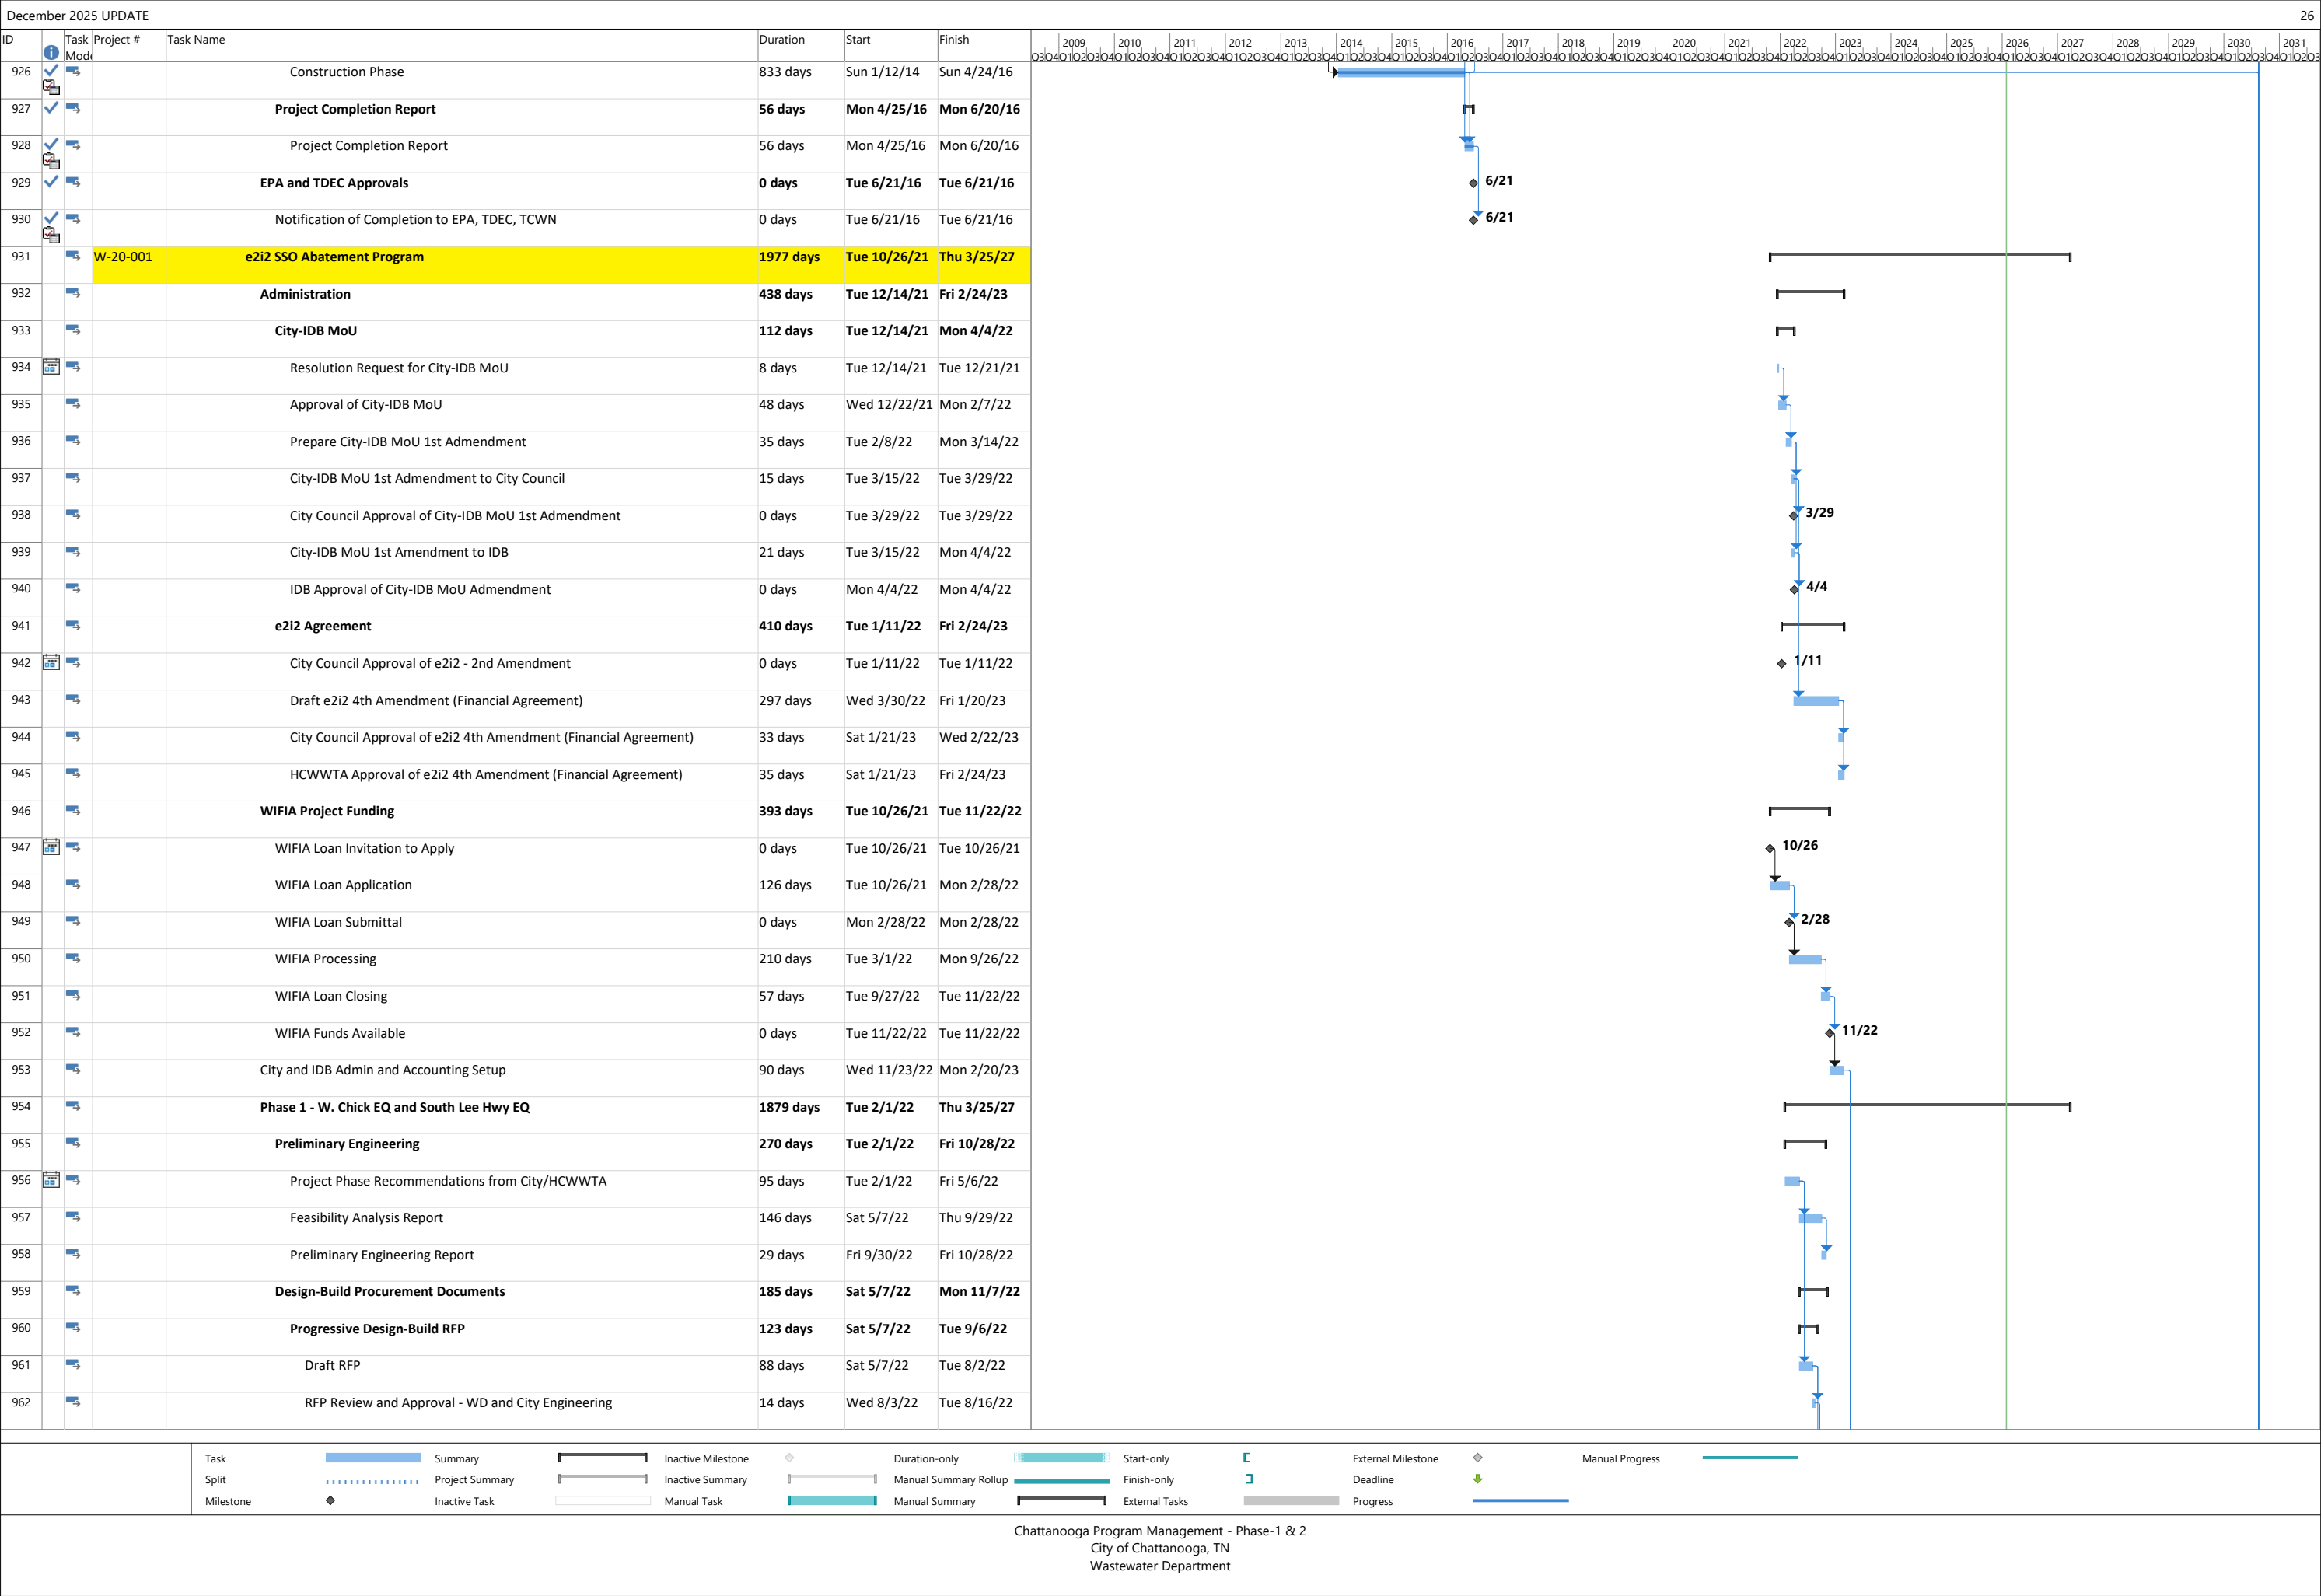 December 2025 UPDATE 26
ID Task Mode Project # Task Name Duration Start Finish
2009 2010 2011 2012 2013 2014 2015 2016 2017 2018 2019 2020 2021 2022 2023 2024 2025 2026 2027 2028 2029 2030 2031
926 Construction Phase 833 days Sun 1/12/14 Sun 4/24/16
927 Project Completion Report 56 days Mon 4/25/16 Mon 6/20/16
928 Project Completion Report 56 days Mon 4/25/16 Mon 6/20/16
929 EPA and TDEC Approvals 0 days Tue 6/21/16 Tue 6/21/16 6/21
930 Notification of Completion to EPA, TDEC, TCWN 0 days Tue 6/21/16 Tue 6/21/16 6/21
931 W-20-001 e2i2 SSO Abatement Program 1977 days Tue 10/26/21 Thu 3/25/27
932 Administration 438 days Tue 12/14/21 Fri 2/24/23
933 City-IDB MoU 112 days Tue 12/14/21 Mon 4/4/22
934 Resolution Request for City-IDB MoU 8 days Tue 12/14/21 Tue 12/21/21
935 Approval of City-IDB MoU 48 days Wed 12/22/21 Mon 2/7/22
936 Prepare City-IDB MoU 1st Admendment 35 days Tue 2/8/22 Mon 3/14/22
937 City-IDB MoU 1st Admendment to City Council 15 days Tue 3/15/22 Tue 3/29/22
938 City Council Approval of City-IDB MoU 1st Admendment 0 days Tue 3/29/22 Tue 3/29/22 3/29
939 City-IDB MoU 1st Amendment to IDB 21 days Tue 3/15/22 Mon 4/4/22
940 IDB Approval of City-IDB MoU Admendment 0 days Mon 4/4/22 Mon 4/4/22 4/4
941 e2i2 Agreement 410 days Tue 1/11/22 Fri 2/24/23
942 City Council Approval of e2i2 - 2nd Amendment 0 days Tue 1/11/22 Tue 1/11/22 1/11
943 Draft e2i2 4th Amendment (Financial Agreement) 297 days Wed 3/30/22 Fri 1/20/23
944 City Council Approval of e2i2 4th Amendment (Financial Agreement) 33 days Sat 1/21/23 Wed 2/22/23
945 HCWWTA Approval of e2i2 4th Amendment (Financial Agreement) 35 days Sat 1/21/23 Fri 2/24/23
946 WIFIA Project Funding 393 days Tue 10/26/21 Tue 11/22/22
947 WIFIA Loan Invitation to Apply 0 days Tue 10/26/21 Tue 10/26/21 10/26
948 WIFIA Loan Application 126 days Tue 10/26/21 Mon 2/28/22
949 WIFIA Loan Submittal 0 days Mon 2/28/22 Mon 2/28/22 2/28
950 WIFIA Processing 210 days Tue 3/1/22 Mon 9/26/22
951 WIFIA Loan Closing 57 days Tue 9/27/22 Tue 11/22/22
952 WIFIA Funds Available 0 days Tue 11/22/22 Tue 11/22/22 11/22
953 City and IDB Admin and Accounting Setup 90 days Wed 11/23/22 Mon 2/20/23
954 Phase 1 - W. Chick EQ and South Lee Hwy EQ 1879 days Tue 2/1/22 Thu 3/25/27
955 Preliminary Engineering 270 days Tue 2/1/22 Fri 10/28/22
956 Project Phase Recommendations from City/HCWWTA 95 days Tue 2/1/22 Fri 5/6/22
957 Feasibility Analysis Report 146 days Sat 5/7/22 Thu 9/29/22
958 Preliminary Engineering Report 29 days Fri 9/30/22 Fri 10/28/22
959 Design-Build Procurement Documents 185 days Sat 5/7/22 Mon 11/7/22
960 Progressive Design-Build RFP 123 days Sat 5/7/22 Tue 9/6/22
961 Draft RFP 88 days Sat 5/7/22 Tue 8/2/22
962 RFP Review and Approval - WD and City Engineering 14 days Wed 8/3/22 Tue 8/16/22
Task Summary Inactive Milestone Duration-only Start-only External Milestone Manual Progress
Split Project Summary Inactive Summary Manual Summary Rollup Finish-only Deadline
Milestone Inactive Task Manual Task Manual Summary External Tasks Progress
Chattanooga Program Management - Phase-1 & 2
City of Chattanooga, TN
Wastewater Department